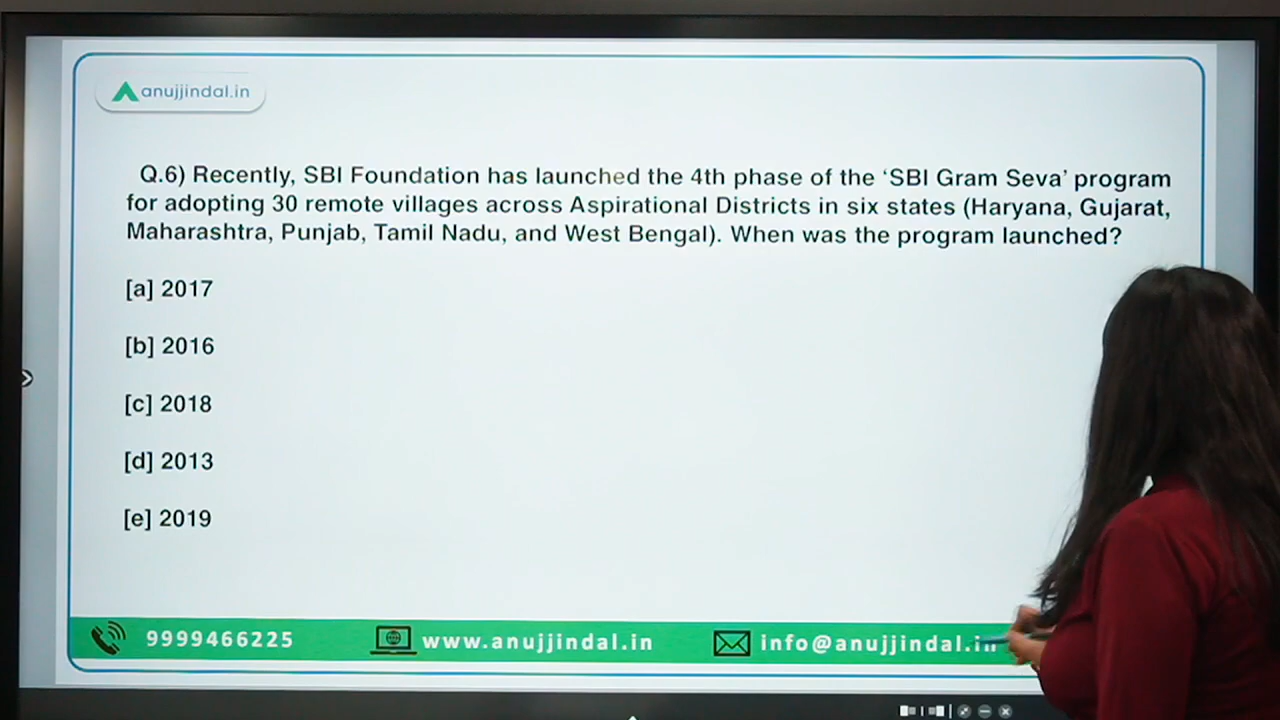 anujjindal.in
Q.6) Recently, SBI Foundation has launched the 4th phase of the ‘SBI Gram Seva’ program
for adopting 30 remote villages across Aspirational Districts in six states (Haryana, Gujarat,
Maharashtra, Punjab, Tamil Nadu, and West Bengal). When was the program launched?
[a] 2017
[b] 2016
[c] 2018
[d] 2013
[e] 2019
9999466225 www.anujjindal.in info@anujjindal.in